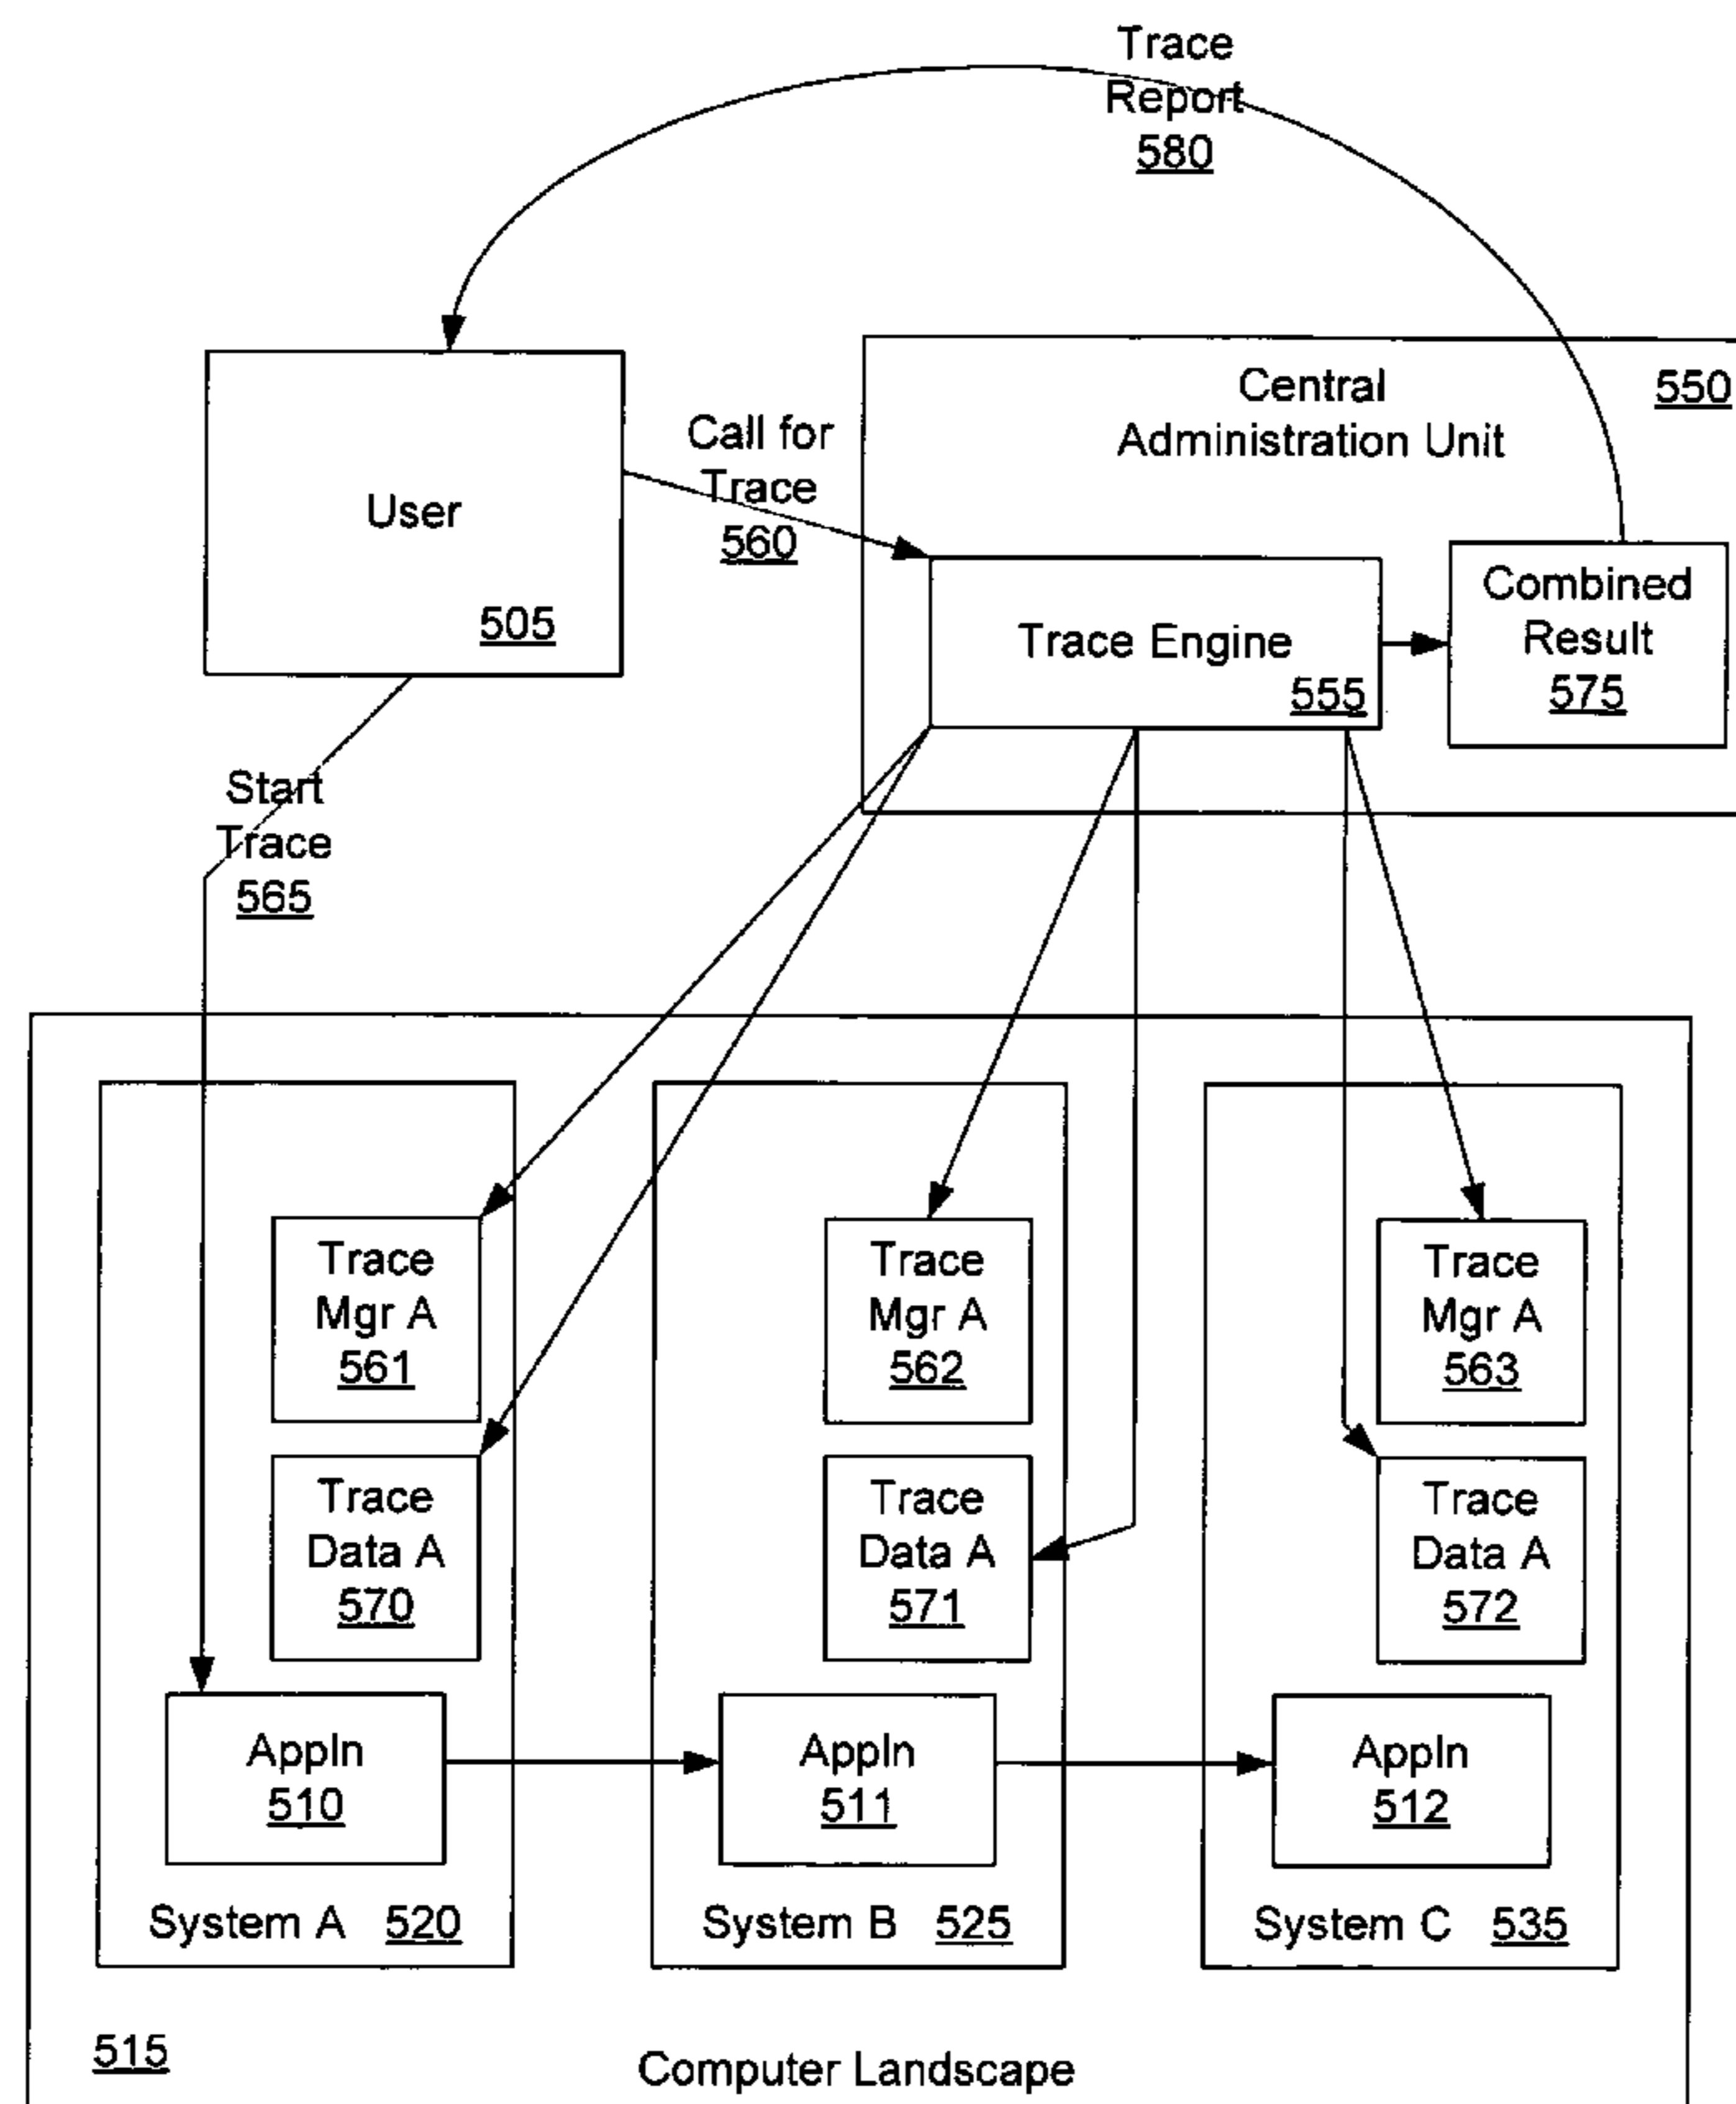 Trace
Report
580
Central
Administration Unit
550
Call for
Trace
560
User
505
Trace Engine
555
Combined
Result
575
Start
Trace
565
Trace
Mgr A
561
Trace
Mgr A
562
Trace
Mgr A
563
Trace
Data A
570
Trace
Data A
571
Trace
Data A
572
Appln
510
Appln
511
Appln
512
System A 520
System B 525
System C 535
515
Computer Landscape